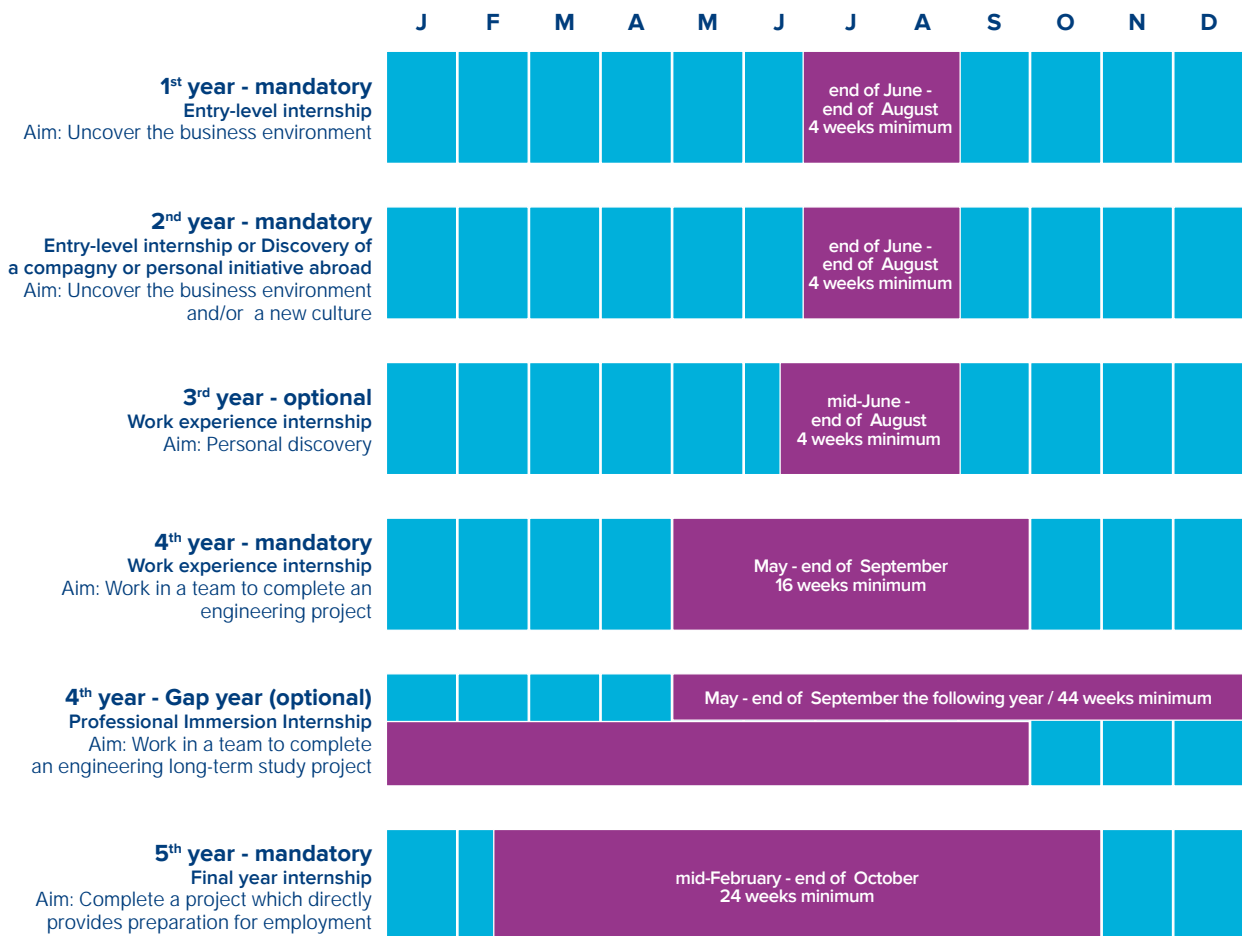 J F M A M J J A S O N D
1st year - mandatory
Entry-level internship
Aim: Uncover the business environment
end of June -
end of August
4 weeks minimum
2nd year - mandatory
Entry-level internship or Discovery of
a compagny or personal initiative abroad
Aim: Uncover the business environment
and/or a new culture
end of June -
end of August
4 weeks minimum
3rd year - optional
Work experience internship
Aim: Personal discovery
mid-June -
end of August
4 weeks minimum
4th year - mandatory
Work experience internship
Aim: Work in a team to complete an
engineering project
May - end of September
16 weeks minimum
4th year - Gap year (optional)
Professional Immersion Internship
Aim: Work in a team to complete
an engineering long-term study project
May - end of September the following year / 44 weeks minimum
5th year - mandatory
Final year internship
Aim: Complete a project which directly
provides preparation for employment
mid-February - end of October
24 weeks minimum